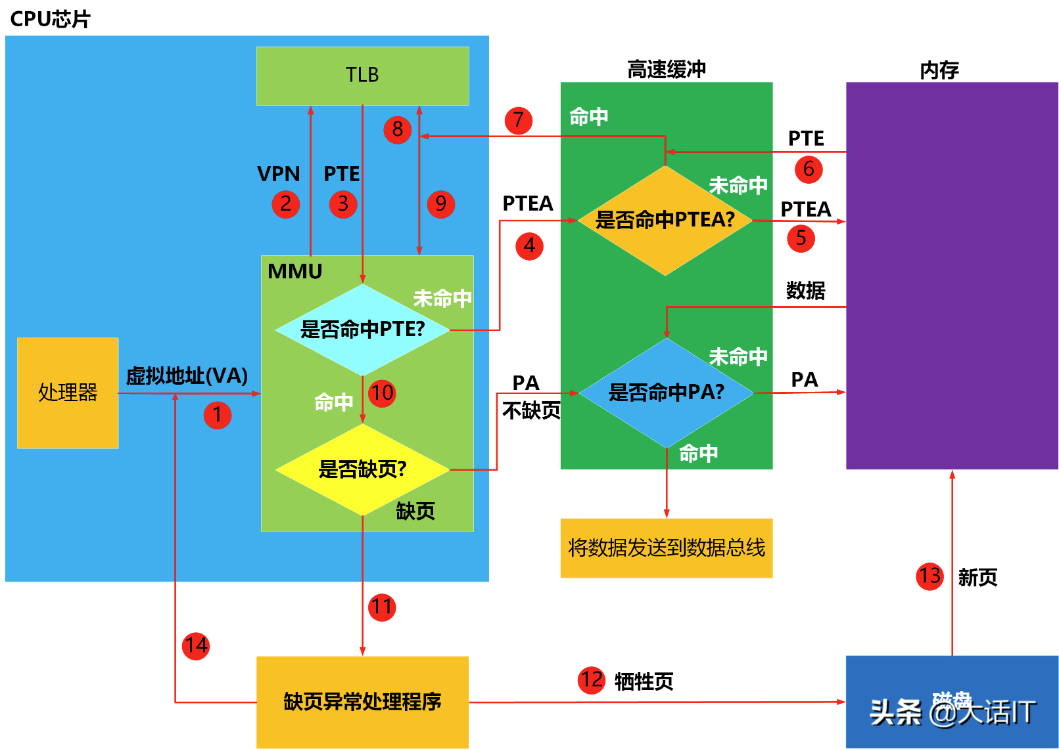 CPU芯片
TLB
高速缓冲
内存
8
7
命中
PTE
6
VPN
PTE
2
3
9
PTEA
未命中
是否命中PTEA?
PTEA
4
5
MMU
未命中
是否命中PTE?
数据
处理器
虚拟地址(VA)
1
命中
10
PA
不缺页
未命中
是否命中PA?
PA
命中
是否缺页?
缺页
将数据发送到数据总线
11
13
新页
14
12
牺牲页
缺页异常处理程序
磁盘
头条 @大话IT